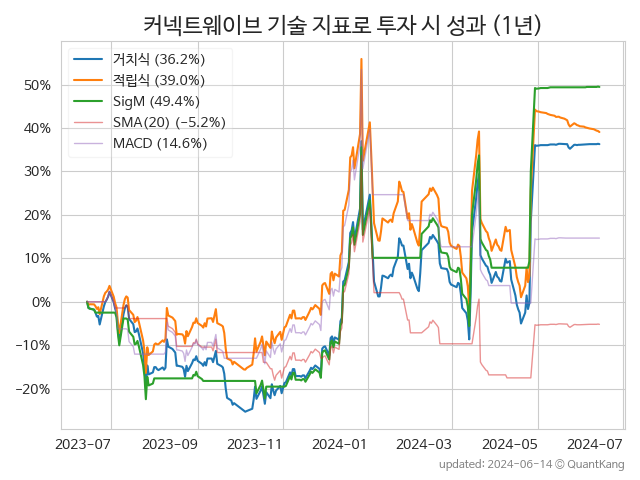 커넥트웨이브 기술 지표로 투자 시 성과 (1년)
거치식 (36.2%)
적립식 (39.0%)
SigM (49.4%)
SMA(20) (−5.2%)
MACD (14.6%)
50%
40%
30%
20%
10%
0%
−10%
−20%
2023-07 2023-09 2023-11 2024-01 2024-03 2024-05 2024-07
updated: 2024-06-14 © QuantKang